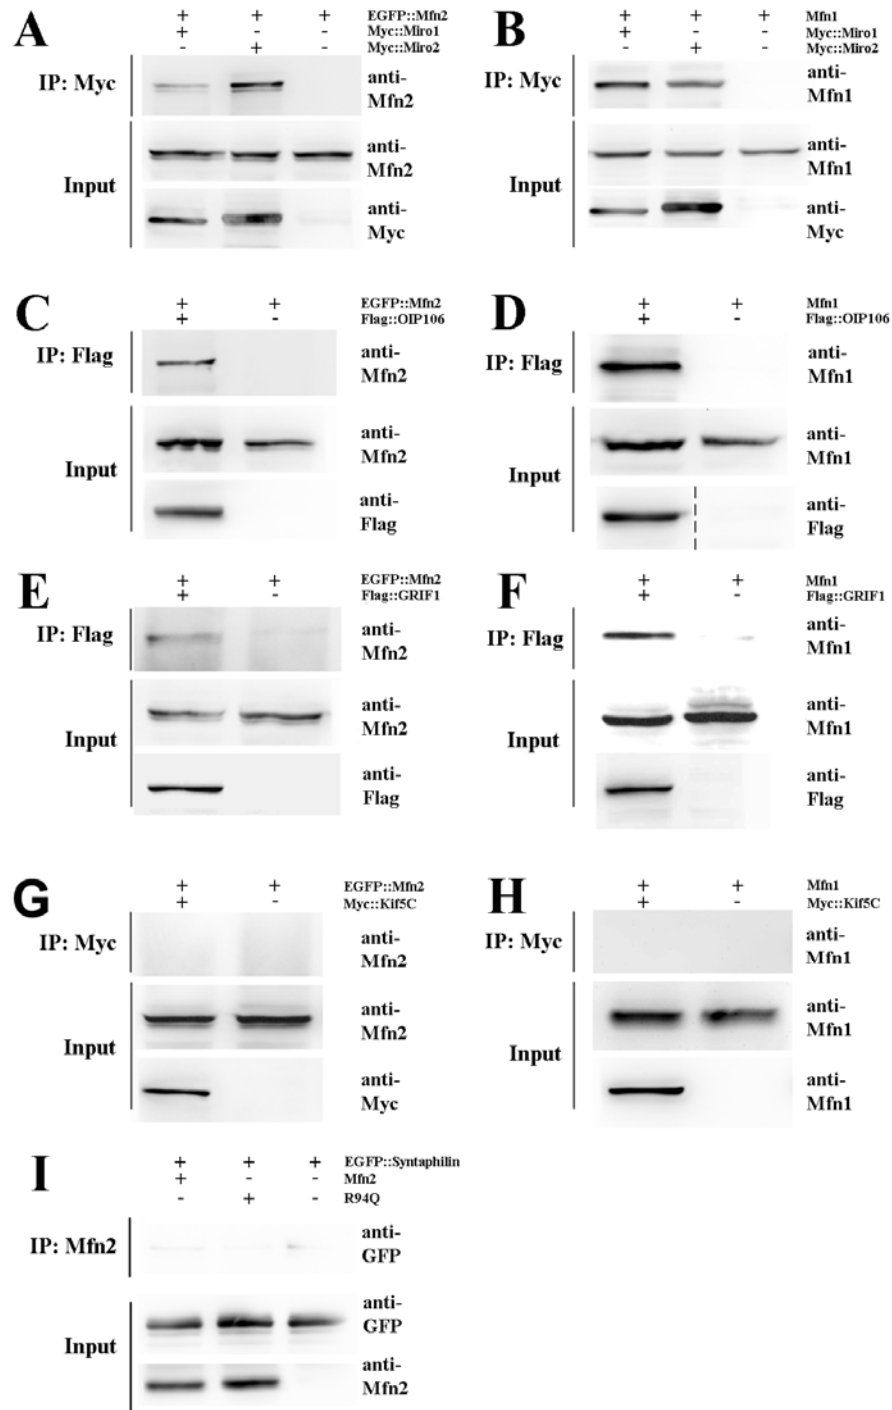 A
+ + + EGFP::Mfn2
+ - - Myc::Miro1
- + - Myc::Miro2
IP: Myc
anti-
Mfn2
anti-
Mfn2
Input
anti-
Myc
B
+ + + Mfn1
+ - - Myc::Miro1
- + - Myc::Miro2
IP: Myc
anti-
Mfn1
anti-
Mfn1
Input
anti-
Myc
C
+ + EGFP::Mfn2
+ - Flag::OIP106
IP: Flag
anti-
Mfn2
anti-
Mfn2
Input
anti-
Flag
D
+ + Mfn1
+ - Flag::OIP106
IP: Flag
anti-
Mfn1
anti-
Mfn1
Input
anti-
Flag
E
+ + EGFP::Mfn2
+ - Flag::GRIF1
IP: Flag
anti-
Mfn2
anti-
Mfn2
Input
anti-
Flag
F
+ + Mfn1
+ - Flag::GRIF1
IP: Flag
anti-
Mfn1
anti-
Mfn1
Input
anti-
Flag
G
+ + EGFP::Mfn2
+ - Myc::Kif5C
IP: Myc
anti-
Mfn2
anti-
Mfn2
Input
anti-
Myc
H
+ + Mfn1
+ - Myc::Kif5C
IP: Myc
anti-
Mfn1
anti-
Mfn1
Input
anti-
Mfn1
I
+ + + EGFP::Syntaphilin
+ - - Mfn2
- + - R94Q
IP: Mfn2
anti-
GFP
anti-
GFP
Input
anti-
Mfn2